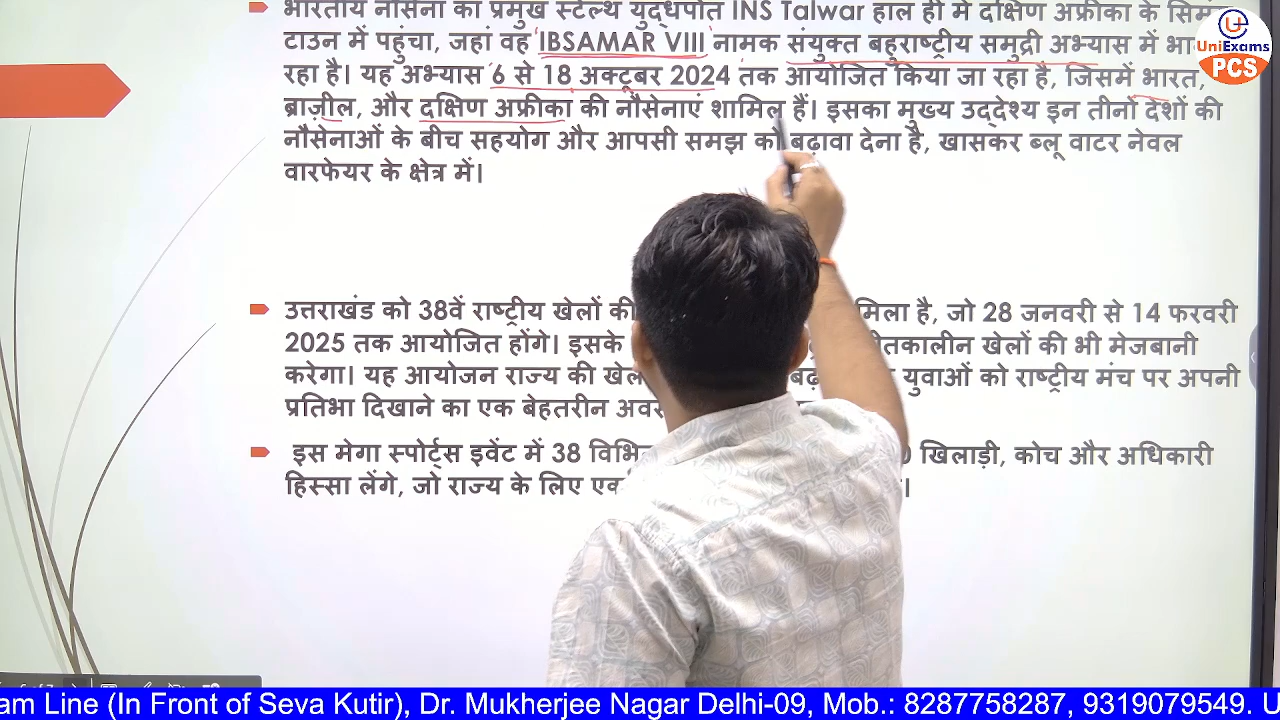 भारतीय नौसेना का प्रमुख स्टेल्थ युद्धपोत INS Talwar हाल ही में दक्षिण अफ्रीका के
टाउन में पहुंचा, जहां वह IBSAMAR VIII नामक संयुक्त बहुराष्ट्रीय समुद्री अभ्यास में
रहा है। यह अभ्यास 6 से 18 अक्टूबर 2024 तक आयोजित किया जा रहा है, जिसमें भारत,
ब्राज़ील, और दक्षिण अफ्रीका की नौसेनाएं शामिल हैं। इसका मुख्य उद्देश्य इन तीनों देशों की
नौसेनाओं के बीच सहयोग और आपसी समझ को बढ़ावा देना है, खासकर ब्लू वाटर नेवल
वारफेयर के क्षेत्र में।
उत्तराखंड को 38वें राष्ट्रीय खेलों की मिला है, जो 28 जनवरी से 14 फरवरी
2025 तक आयोजित होंगे। इसके खेलों की भी मेजबानी
करेगा। यह आयोजन राज्य की युवाओं को राष्ट्रीय मंच पर अपनी
प्रतिभा दिखाने का एक बेहतरीन
इस मेगा स्पोर्ट्स इवेंट में 38 खिलाड़ी, कोच और अधिकारी
हिस्सा लेंगे, जो राज्य के लिए
UniExams
PCS
am Line (In Front of Seva Kutir), Dr. Mukherjee Nagar Delhi-09, Mob.: 8287758287, 9319079549. U